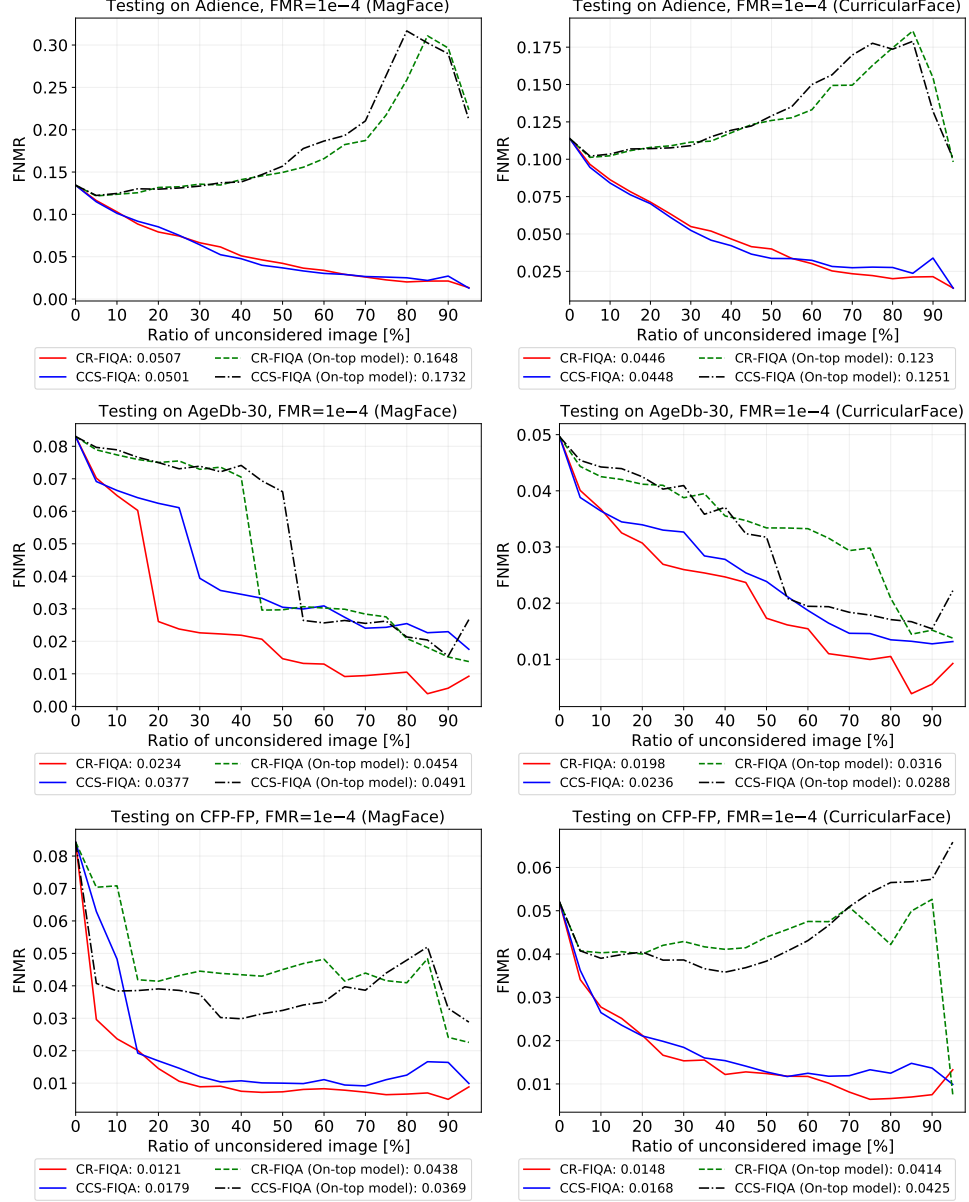 Testing on Adience, FMR=1e−4 (MagFace)
FNMR
0.30
0.25
0.20
0.15
0.10
0.05
0.00
0 10 20 30 40 50 60 70 80 90
Ratio of unconsidered image [%]
CR-FIQA: 0.0507 CR-FIQA (On-top model): 0.1648
CCS-FIQA: 0.0501 CCS-FIQA (On-top model): 0.1732
Testing on Adience, FMR=1e−4 (CurricularFace)
FNMR
0.175
0.150
0.125
0.100
0.075
0.050
0.025
0 10 20 30 40 50 60 70 80 90
Ratio of unconsidered image [%]
CR-FIQA: 0.0446 CR-FIQA (On-top model): 0.123
CCS-FIQA: 0.0448 CCS-FIQA (On-top model): 0.1251
Testing on AgeDb-30, FMR=1e−4 (MagFace)
FNMR
0.08
0.07
0.06
0.05
0.04
0.03
0.02
0.01
0.00
0 10 20 30 40 50 60 70 80 90
Ratio of unconsidered image [%]
CR-FIQA: 0.0234 CR-FIQA (On-top model): 0.0454
CCS-FIQA: 0.0377 CCS-FIQA (On-top model): 0.0491
Testing on AgeDb-30, FMR=1e−4 (CurricularFace)
FNMR
0.05
0.04
0.03
0.02
0.01
0 10 20 30 40 50 60 70 80 90
Ratio of unconsidered image [%]
CR-FIQA: 0.0198 CR-FIQA (On-top model): 0.0316
CCS-FIQA: 0.0236 CCS-FIQA (On-top model): 0.0288
Testing on CFP-FP, FMR=1e−4 (MagFace)
FNMR
0.08
0.07
0.06
0.05
0.04
0.03
0.02
0.01
0 10 20 30 40 50 60 70 80 90
Ratio of unconsidered image [%]
CR-FIQA: 0.0121 CR-FIQA (On-top model): 0.0438
CCS-FIQA: 0.0179 CCS-FIQA (On-top model): 0.0369
Testing on CFP-FP, FMR=1e−4 (CurricularFace)
FNMR
0.06
0.05
0.04
0.03
0.02
0.01
0 10 20 30 40 50 60 70 80 90
Ratio of unconsidered image [%]
CR-FIQA: 0.0148 CR-FIQA (On-top model): 0.0414
CCS-FIQA: 0.0168 CCS-FIQA (On-top model): 0.0425